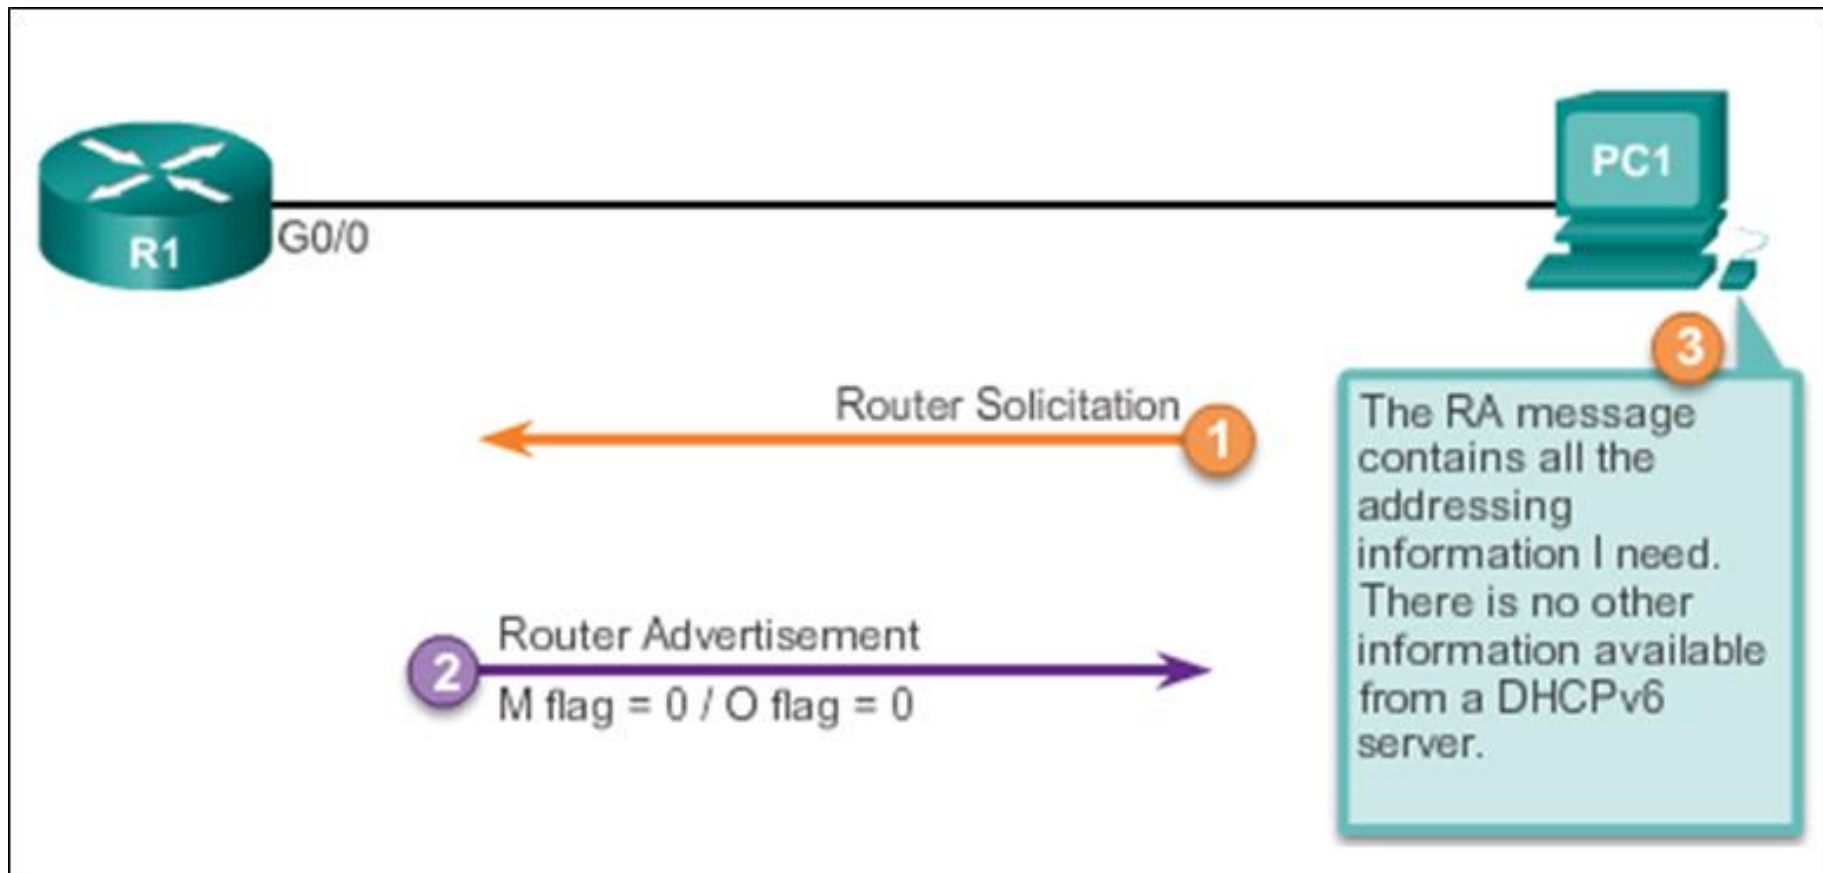 PC1
R1
G0/0
3
Router Solicitation
1
The RA message
contains all the
addressing
information I need.
There is no other
information available
from a DHCPv6
server.
Router Advertisement
2
M flag = 0 / O flag = 0